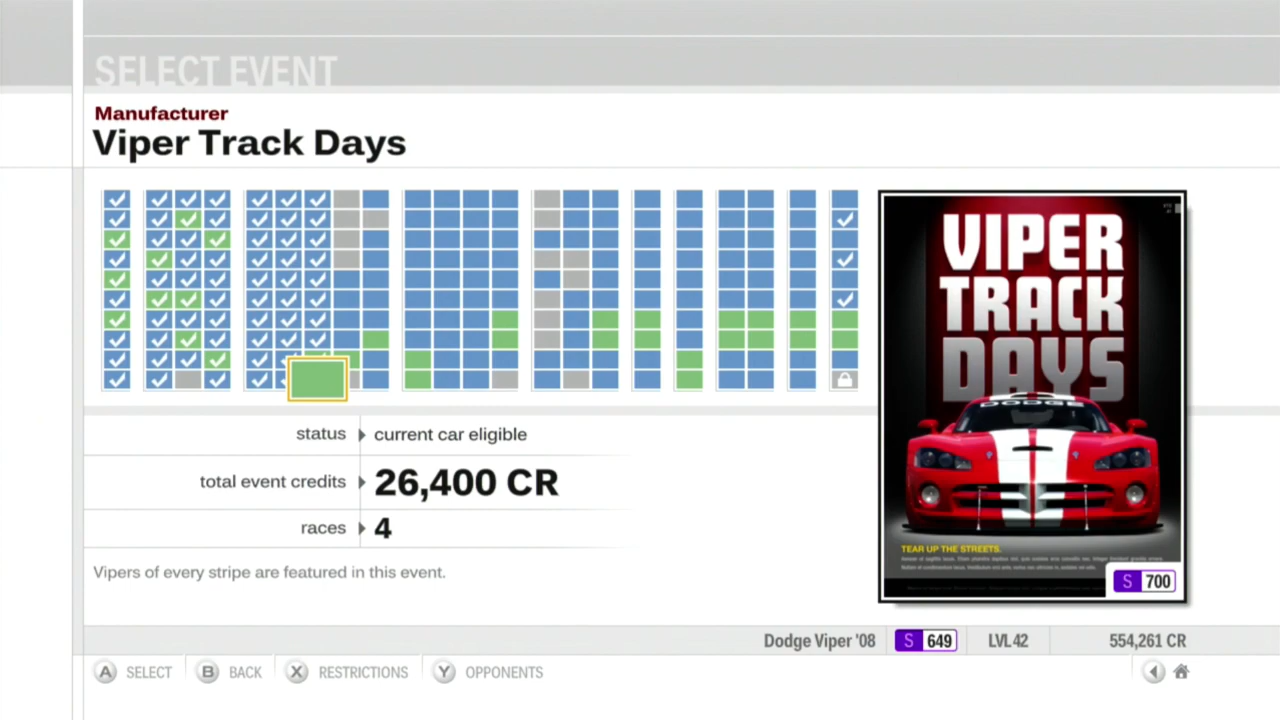 SELECT EVENT
Manufacturer
Viper Track Days
VIPER
TRACK
DAYS
DODGE
TEAR UP THE STREETS.
S 700
status current car eligible
total event credits 26,400 CR
races 4
Vipers of every stripe are featured in this event.
Dodge Viper '08 S 649 LVL 42 554,261 CR
A SELECT B BACK X RESTRICTIONS Y OPPONENTS